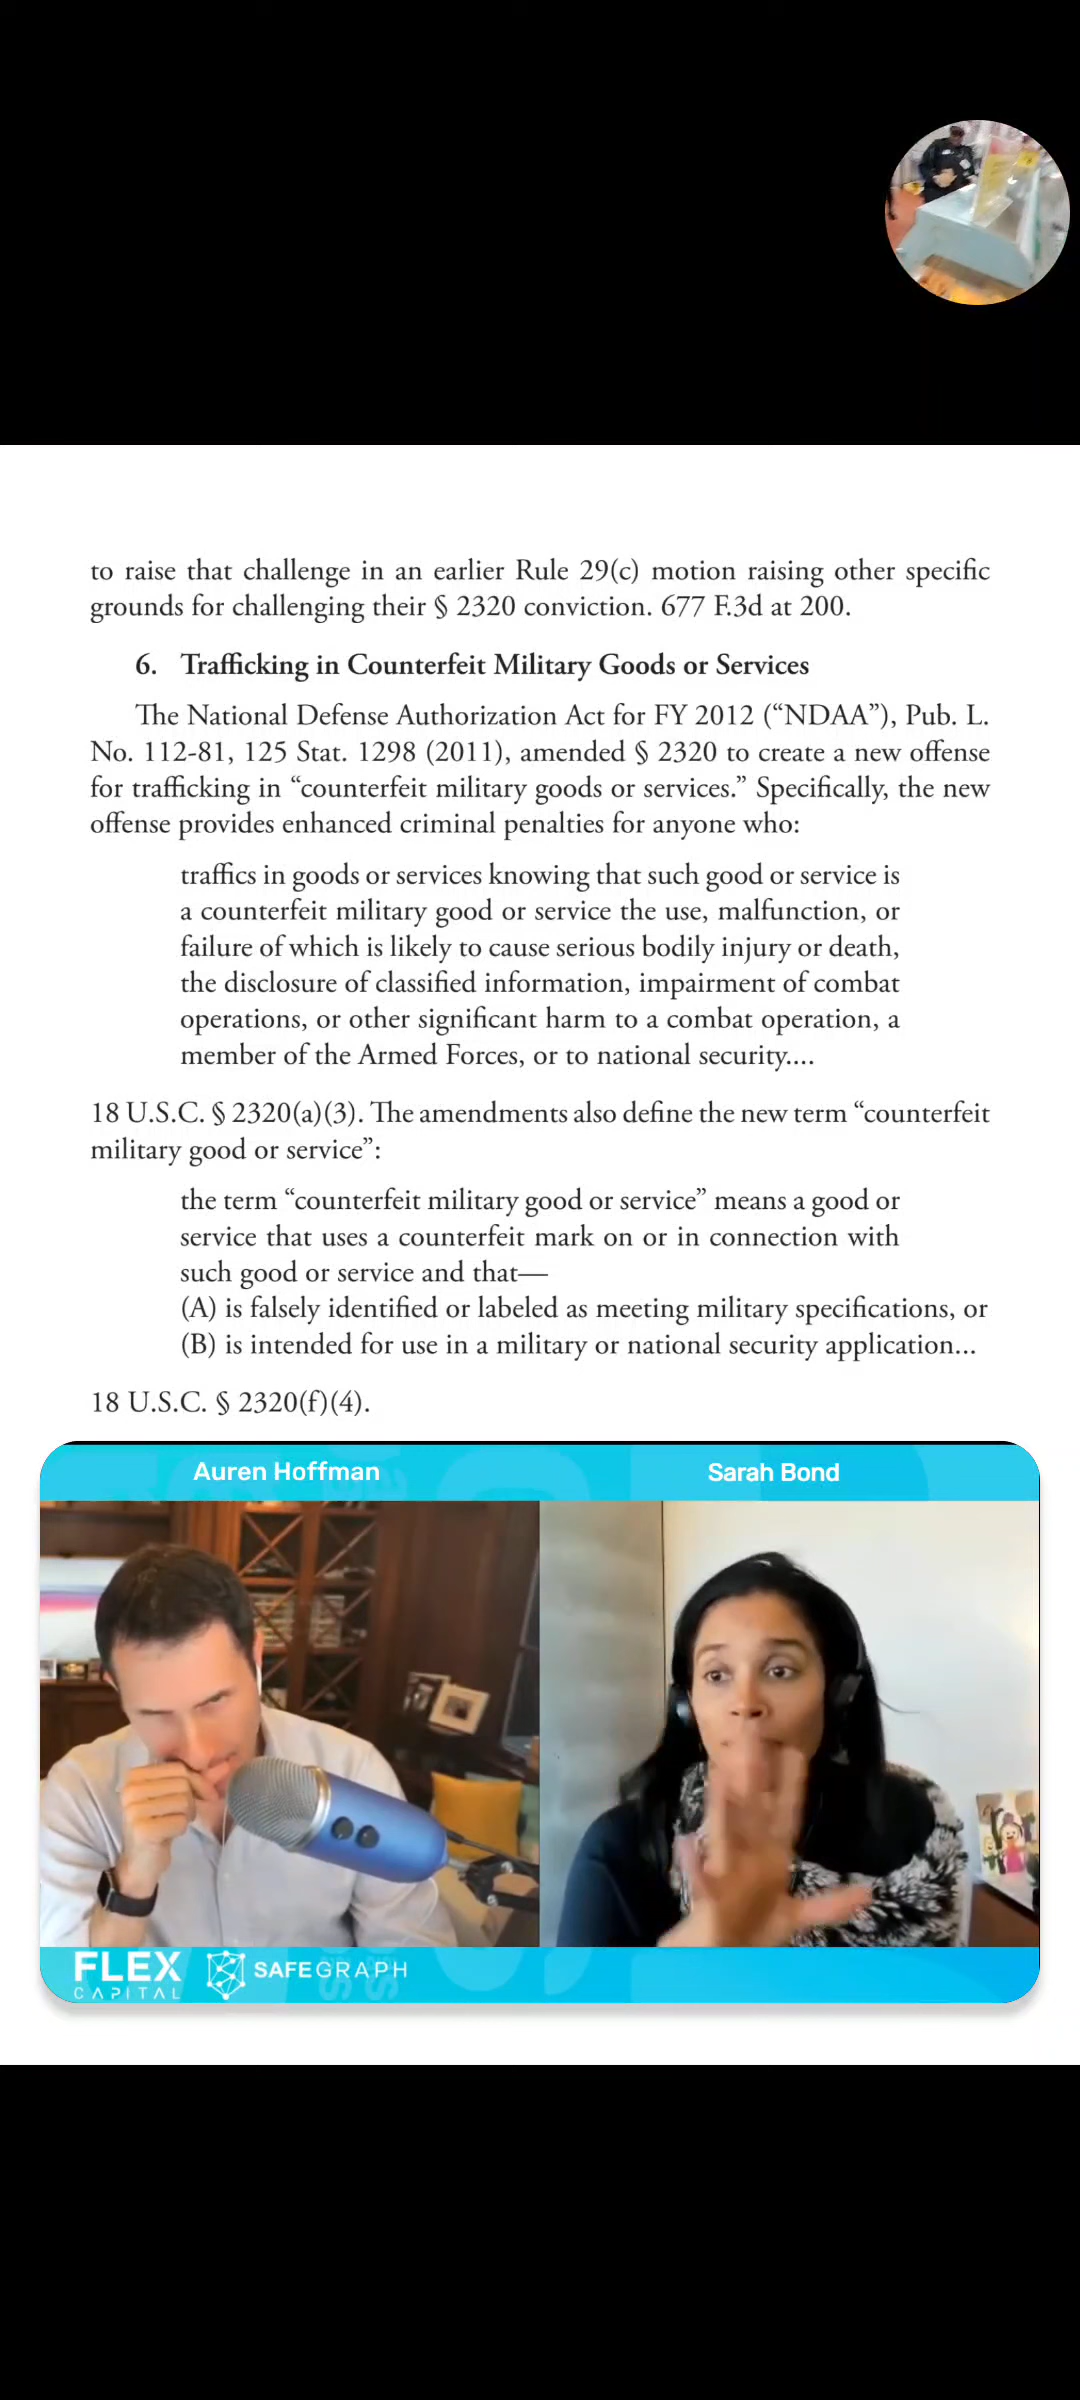 to raise that challenge in an earlier Rule 29(c) motion raising other specific
grounds for challenging their § 2320 conviction. 677 F.3d at 200.
6. Trafficking in Counterfeit Military Goods or Services
The National Defense Authorization Act for FY 2012 (“NDAA”), Pub. L.
No. 112-81, 125 Stat. 1298 (2011), amended § 2320 to create a new offense
for trafficking in “counterfeit military goods or services.” Specifically, the new
offense provides enhanced criminal penalties for anyone who:
traffics in goods or services knowing that such good or service is
a counterfeit military good or service the use, malfunction, or
failure of which is likely to cause serious bodily injury or death,
the disclosure of classified information, impairment of combat
operations, or other significant harm to a combat operation, a
member of the Armed Forces, or to national security....
18 U.S.C. § 2320(a)(3). The amendments also define the new term “counterfeit
military good or service”:
the term “counterfeit military good or service” means a good or
service that uses a counterfeit mark on or in connection with
such good or service and that—
(A) is falsely identified or labeled as meeting military specifications, or
(B) is intended for use in a military or national security application...
18 U.S.C. § 2320(f)(4).
Auren Hoffman
Sarah Bond
FLEX
CAPITAL
SAFEGRAPH